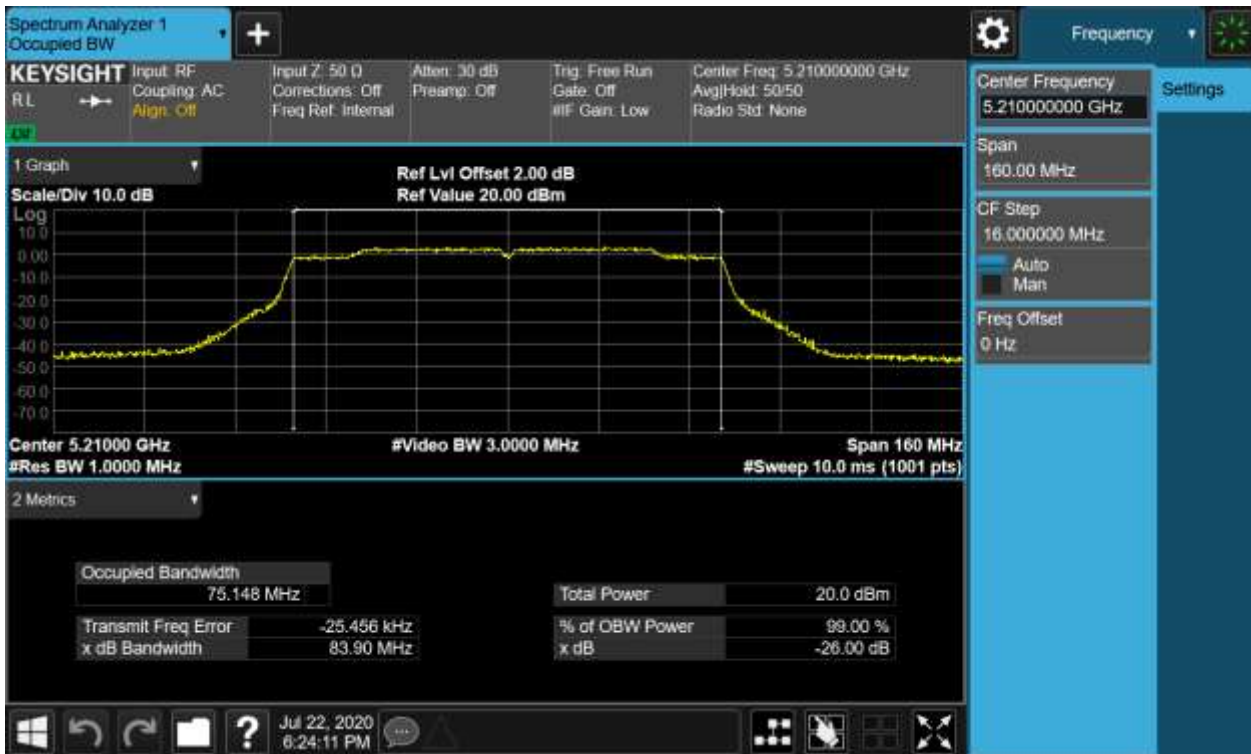 Spectrum Analyzer 1
Occupied BW
Frequency
KEYSIGHT
RL
Input: RF
Coupling: AC
Align: Off
Input Z: 50 Ω
Corrections: Off
Freq Ref: Internal
Atten: 30 dB
Preamp: Off
Trig: Free Run
Gate: Off
#IF Gain: Low
Center Freq: 5.210000000 GHz
Avg|Hold: 50/50
Radio Std: None
1 Graph
Scale/Div 10.0 dB
Ref Lvl Offset 2.00 dB
Ref Value 20.00 dBm
Log
10.0
0.00
-10.0
-20.0
-30.0
-40.0
-50.0
-60.0
-70.0
Center 5.21000 GHz
#Res BW 1.0000 MHz
#Video BW 3.0000 MHz
Span 160 MHz
#Sweep 10.0 ms (1001 pts)
2 Metrics
Occupied Bandwidth
75.148 MHz
Transmit Freq Error -25.456 kHz
x dB Bandwidth 83.90 MHz
Total Power 20.0 dBm
% of OBW Power 99.00 %
x dB -26.00 dB
Jul 22, 2020
6:24:11 PM
Center Frequency
5.210000000 GHz
Span
160.00 MHz
CF Step
16.000000 MHz
Auto
Man
Freq Offset
0 Hz
Settings